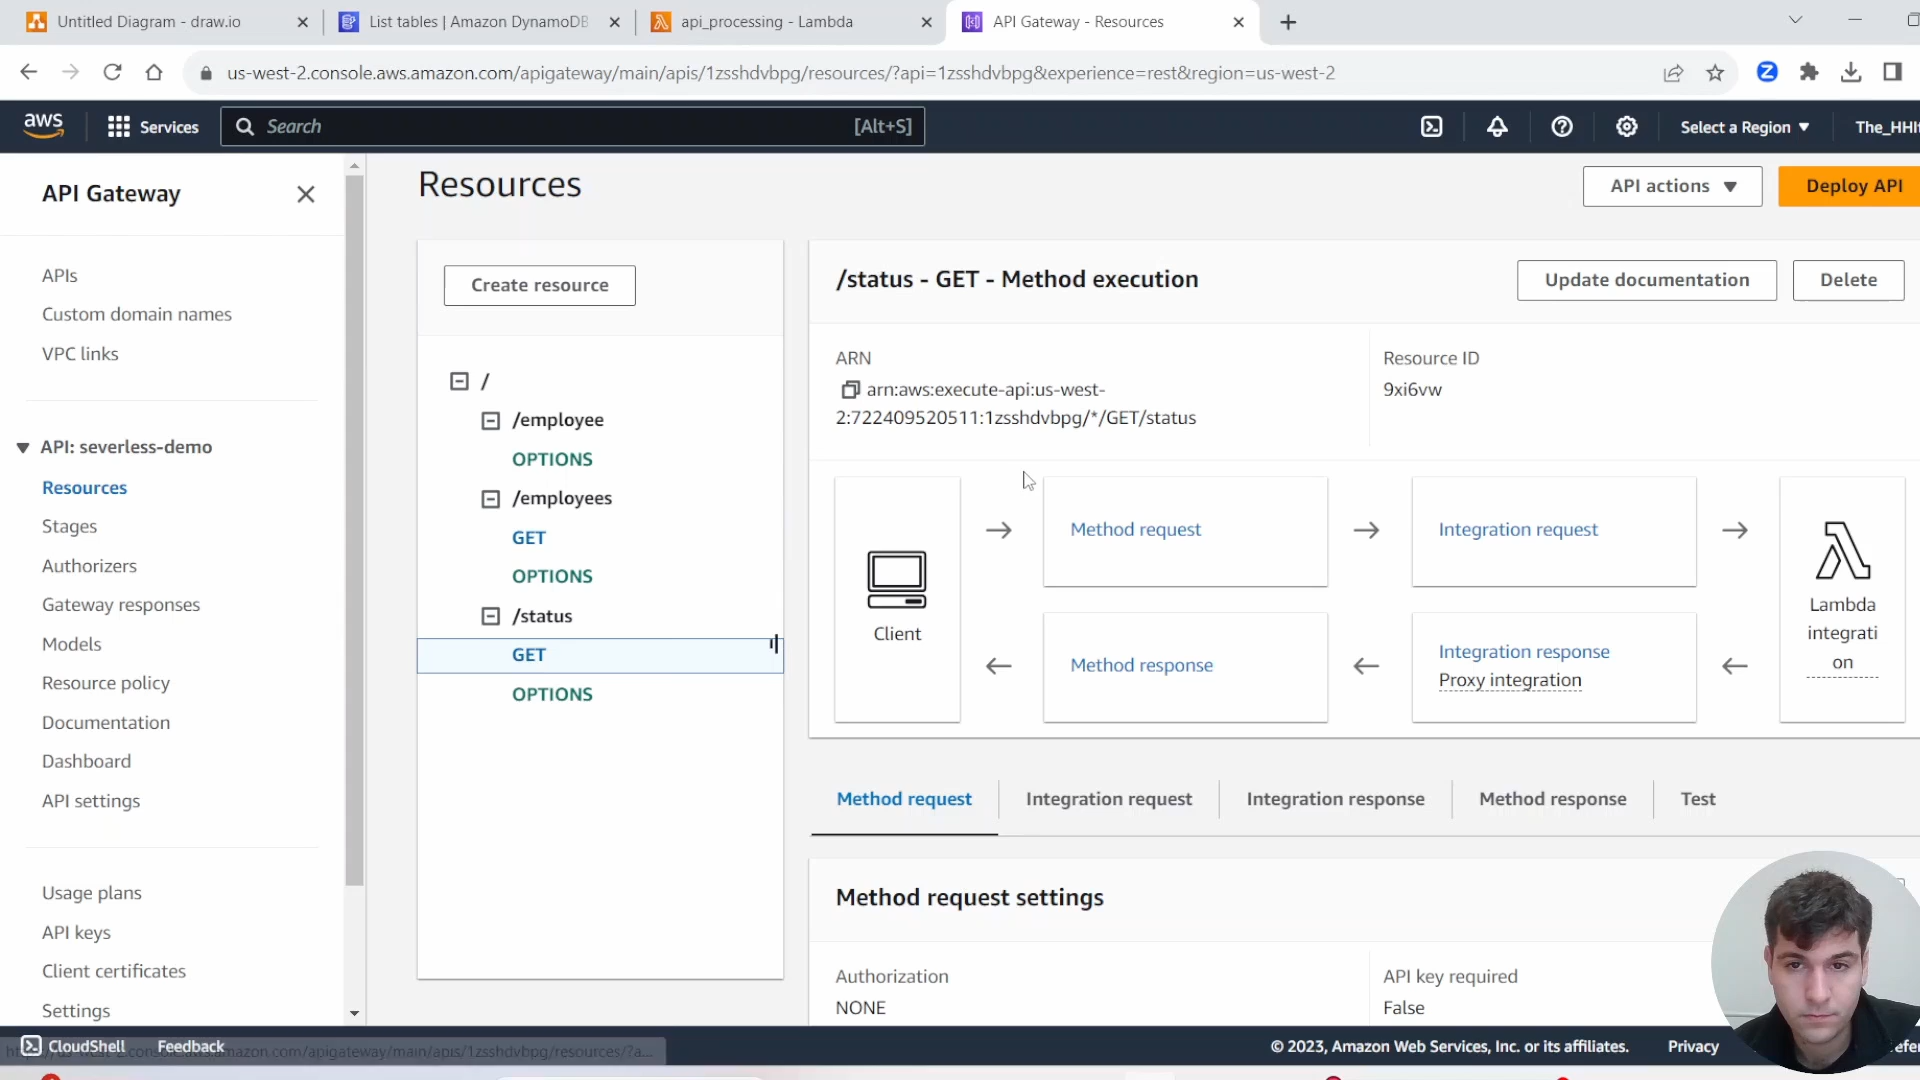 Untitled Diagram - draw.io
List tables | Amazon DynamoDB
api_processing - Lambda
API Gateway - Resources
us-west-2.console.aws.amazon.com/apigateway/main/apis/1zsshdvbpg/resources/?api=1zsshdvbpg&experience=rest&region=us-west-2
aws
Services
Search
[Alt+S]
Select a Region
The_HHI
API Gateway
APIs
Custom domain names
VPC links
API: severless-demo
Resources
Stages
Authorizers
Gateway responses
Models
Resource policy
Documentation
Dashboard
API settings
Usage plans
API keys
Client certificates
Settings
Resources
API actions
Deploy API
Create resource
/
/employee
OPTIONS
/employees
GET
OPTIONS
/status
GET
OPTIONS
/status - GET - Method execution
Update documentation
Delete
ARN
arn:aws:execute-api:us-west-
2:722409520511:1zsshdvbpg/*/GET/status
Resource ID
9xi6vw
Client
Method request
Integration request
Lambda
integrati
on
Method response
Integration response
Proxy integration
Method request
Integration request
Integration response
Method response
Test
Method request settings
Authorization
NONE
API key required
False
CloudShell
Feedback
© 2023, Amazon Web Services, Inc. or its affiliates.
Privacy